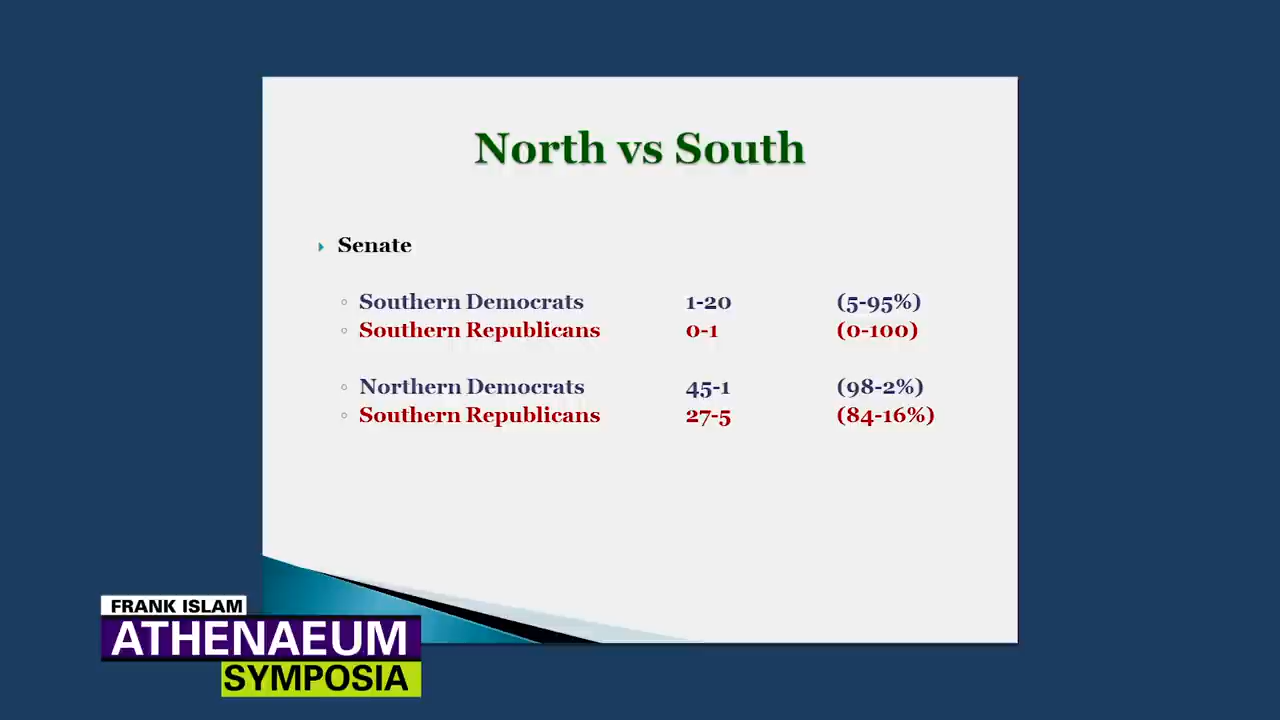 North vs South
Senate
Southern Democrats 1-20 (5-95%)
Southern Republicans 0-1 (0-100)
Northern Democrats 45-1 (98-2%)
Southern Republicans 27-5 (84-16%)
FRANK ISLAM
ATHENAEUM
SYMPOSIA